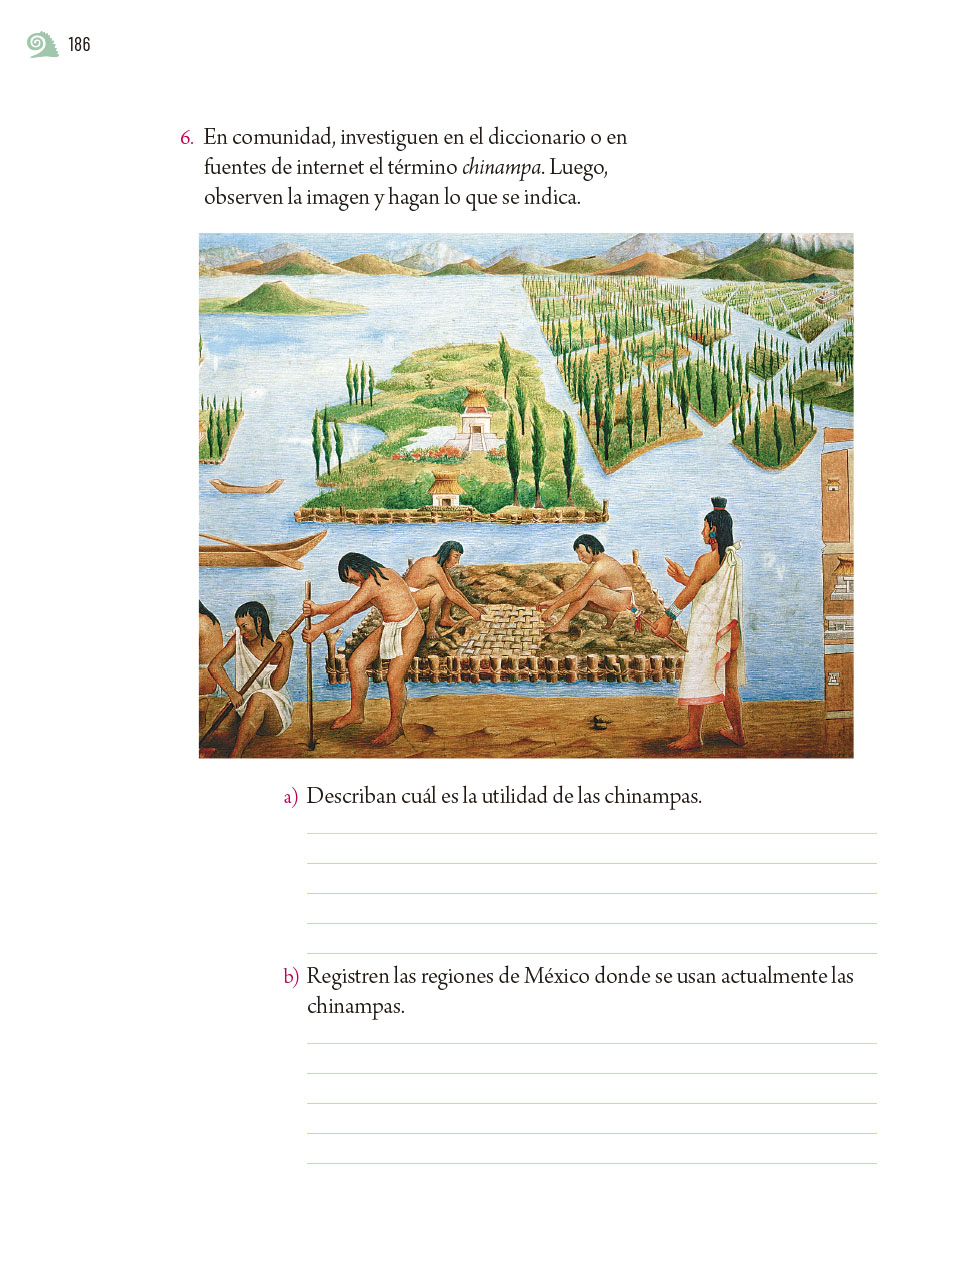 186
6. En comunidad, investiguen en el diccionario o en
fuentes de internet el término chinampa. Luego,
observen la imagen y hagan lo que se indica.
a) Describan cuál es la utilidad de las chinampas.
b) Registren las regiones de México donde se usan actualmente las
chinampas.